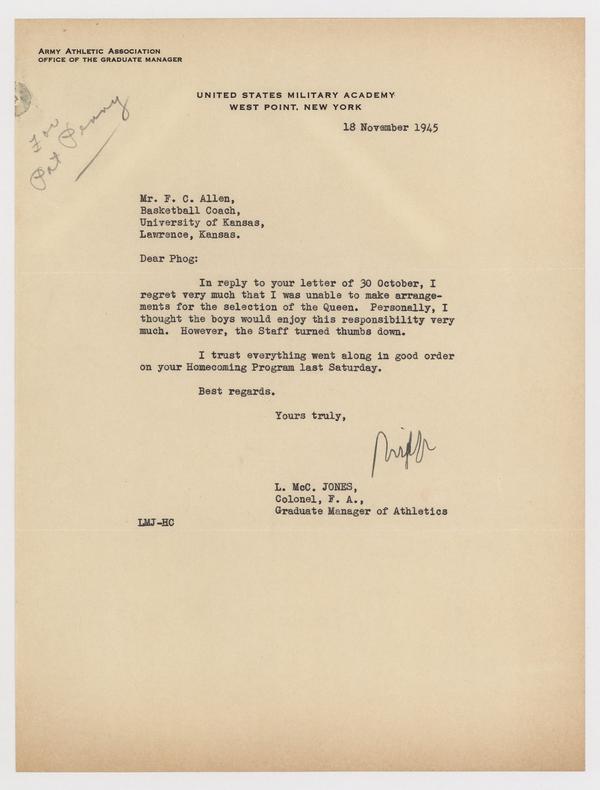 ARMY ATHLETIC ASSOCIATION
OFFICE OF THE GRADUATE MANAGER
For
Pat Penny
UNITED STATES MILITARY ACADEMY
WEST POINT, NEW YORK
18 November 1945
Mr. F. C. Allen,
Basketball Coach,
University of Kansas,
Lawrence, Kansas.
Dear Phog:
In reply to your letter of 30 October, I
regret very much that I was unable to make arrange-
ments for the selection of the Queen. Personally, I
thought the boys would enjoy this responsibility very
much. However, the Staff turned thumbs down.
I trust everything went along in good order
on your Homecoming Program last Saturday.
Best regards.
Yours truly,
L. McC. JONES,
Colonel, F. A.,
Graduate Manager of Athletics
LMJ-HC